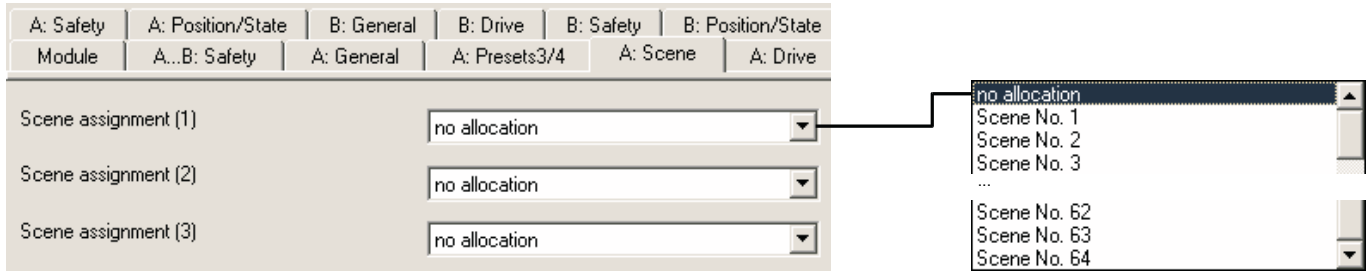 A: Safety A: Position/State B: General B: Drive B: Safety B: Position/State
Module A...B: Safety A: General A: Presets3/4 A: Scene A: Drive
Scene assignment (1) no allocation
Scene assignment (2) no allocation
Scene assignment (3) no allocation
no allocation
Scene No. 1
Scene No. 2
Scene No. 3
...
Scene No. 62
Scene No. 63
Scene No. 64